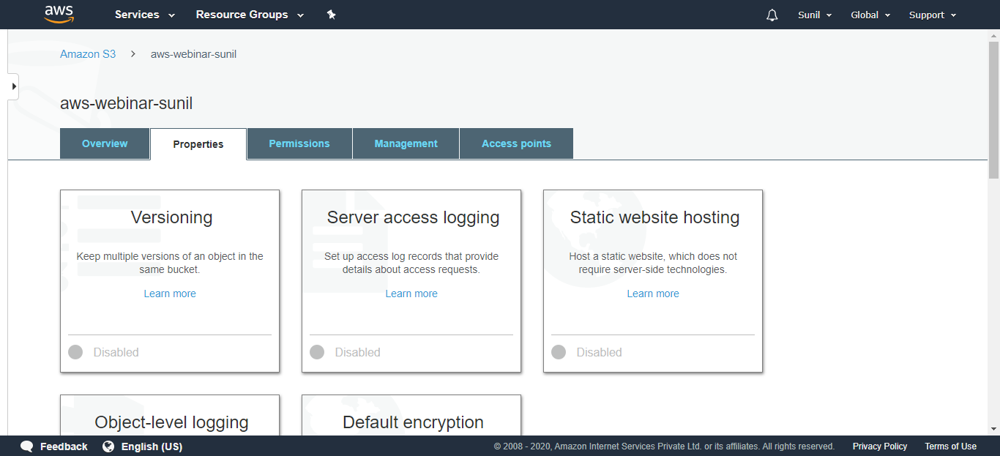 aws Services Resource Groups Sunil Global Support
Amazon S3 > aws-webinar-sunil
aws-webinar-sunil
Overview Properties Permissions Management Access points
Versioning
Keep multiple versions of an object in the
same bucket.
Learn more
Disabled
Server access logging
Set up access log records that provide
details about access requests.
Learn more
Disabled
Static website hosting
Host a static website, which does not
require server-side technologies.
Learn more
Disabled
Object-level logging
Default encryption
Feedback English (US) © 2008 - 2020, Amazon Internet Services Private Ltd. or its affiliates. All rights reserved. Privacy Policy Terms of Use